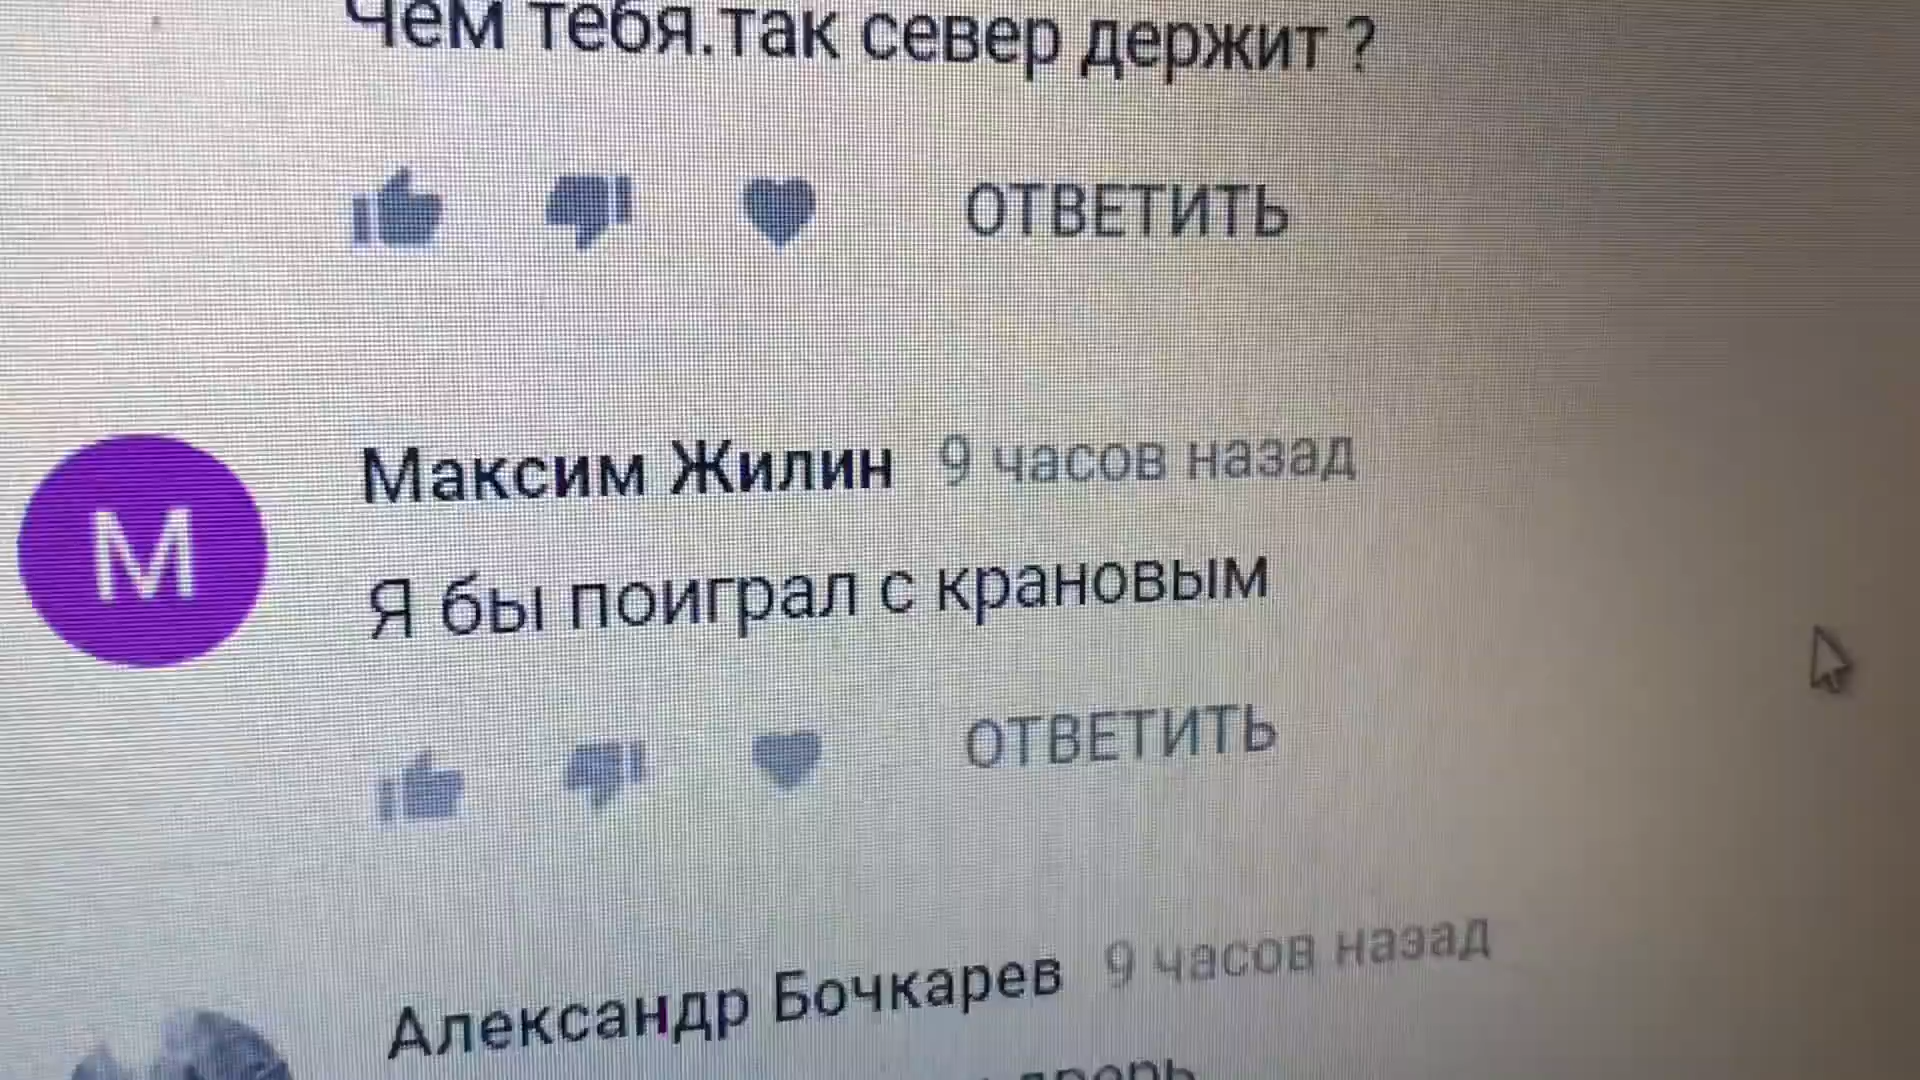 Чем тебя.так север держит ?
ОТВЕТИТЬ
М
Максим Жилин 9 часов назад
Я бы поиграл с крановым
ОТВЕТИТЬ
Александр Бочкарев 9 часов назад